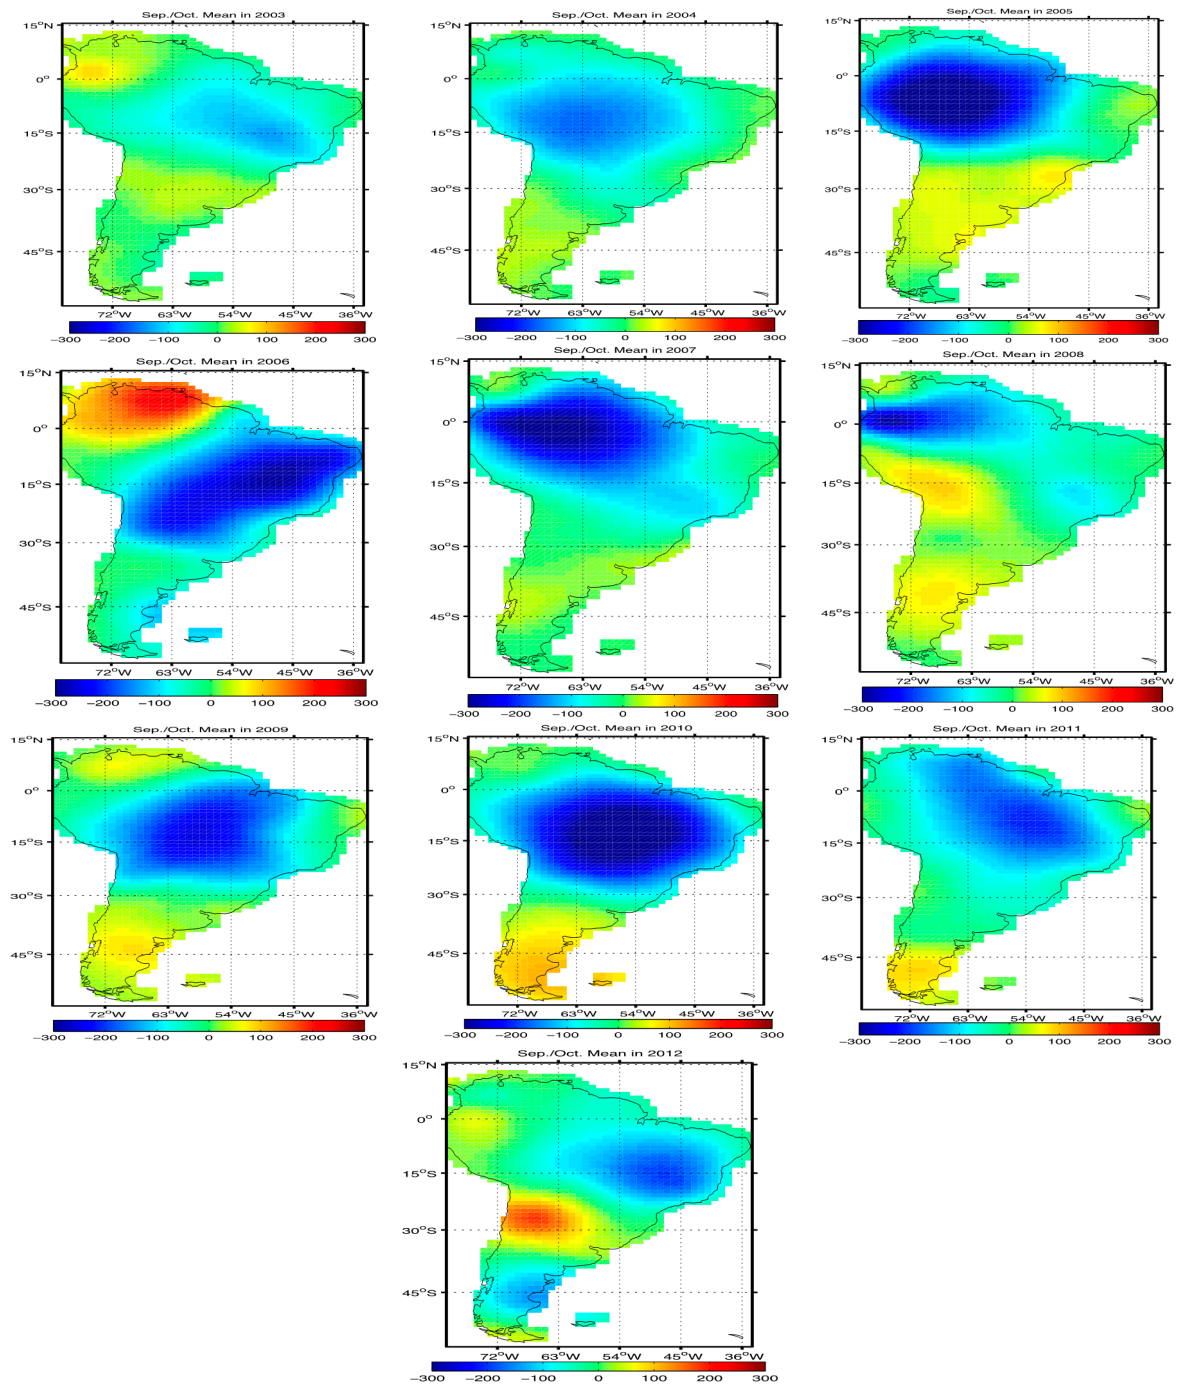 Sep./Oct. Mean in 2003
15°N
0°
15°S
30°S
45°S
72°W 63°W 54°W 45°W 36°W
−300 −200 −100 0 100 200 300
Sep./Oct. Mean in 2004
15°N
0°
15°S
30°S
45°S
72°W 63°W 54°W 45°W 36°W
−300 −200 −100 0 100 200 300
Sep./Oct. Mean in 2005
15°N
0°
15°S
30°S
45°S
72°W 63°W 54°W 45°W 36°W
−300 −200 −100 0 100 200 300
Sep./Oct. Mean in 2006
15°N
0°
15°S
30°S
45°S
72°W 63°W 54°W 45°W 36°W
−300 −200 −100 0 100 200 300
Sep./Oct. Mean in 2007
15°N
0°
15°S
30°S
45°S
72°W 63°W 54°W 45°W 36°W
−300 −200 −100 0 100 200 300
Sep./Oct. Mean in 2008
15°N
0°
15°S
30°S
45°S
72°W 63°W 54°W 45°W 36°W
−300 −200 −100 0 100 200 300
Sep./Oct. Mean in 2009
15°N
0°
15°S
30°S
45°S
72°W 63°W 54°W 45°W 36°W
−300 −200 −100 0 100 200 300
Sep./Oct. Mean in 2010
15°N
0°
15°S
30°S
45°S
72°W 63°W 54°W 45°W 36°W
−300 −200 −100 0 100 200 300
Sep./Oct. Mean in 2011
15°N
0°
15°S
30°S
45°S
72°W 63°W 54°W 45°W 36°W
−300 −200 −100 0 100 200 300
Sep./Oct. Mean in 2012
15°N
0°
15°S
30°S
45°S
72°W 63°W 54°W 45°W 36°W
−300 −200 −100 0 100 200 300